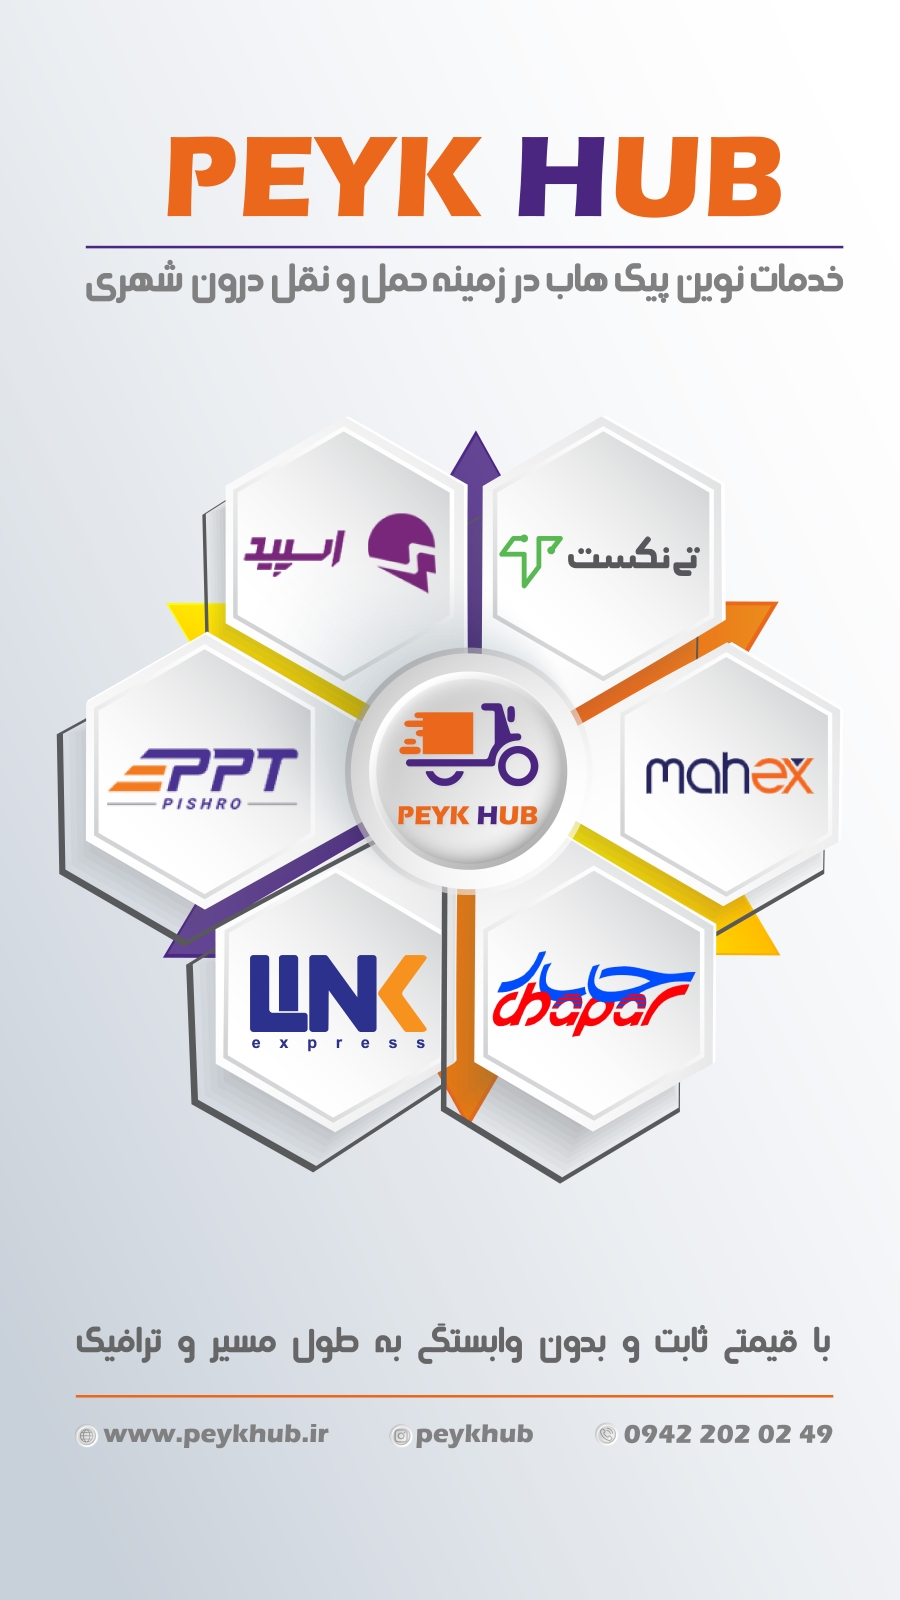 PEYK HUB
خدمات نوین پیک هاب در زمینه حمل و نقل درون شهری
اسپید
تی‌نکست
PPT
PISHRO
PEYK HUB
mahex
LINK
express
چاپار
chapar
با قیمتی ثابت و بدون وابستگی به طول مسیر و ترافیک
www.peykhub.ir peykhub 0942 202 02 49